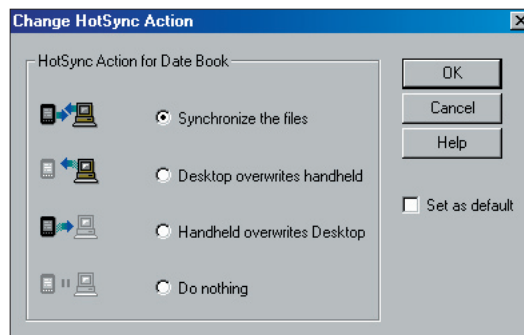 Change HotSync Action
HotSync Action for Date Book
Synchronize the files
Desktop overwrites handheld
Handheld overwrites Desktop
Do nothing
OK
Cancel
Help
Set as default